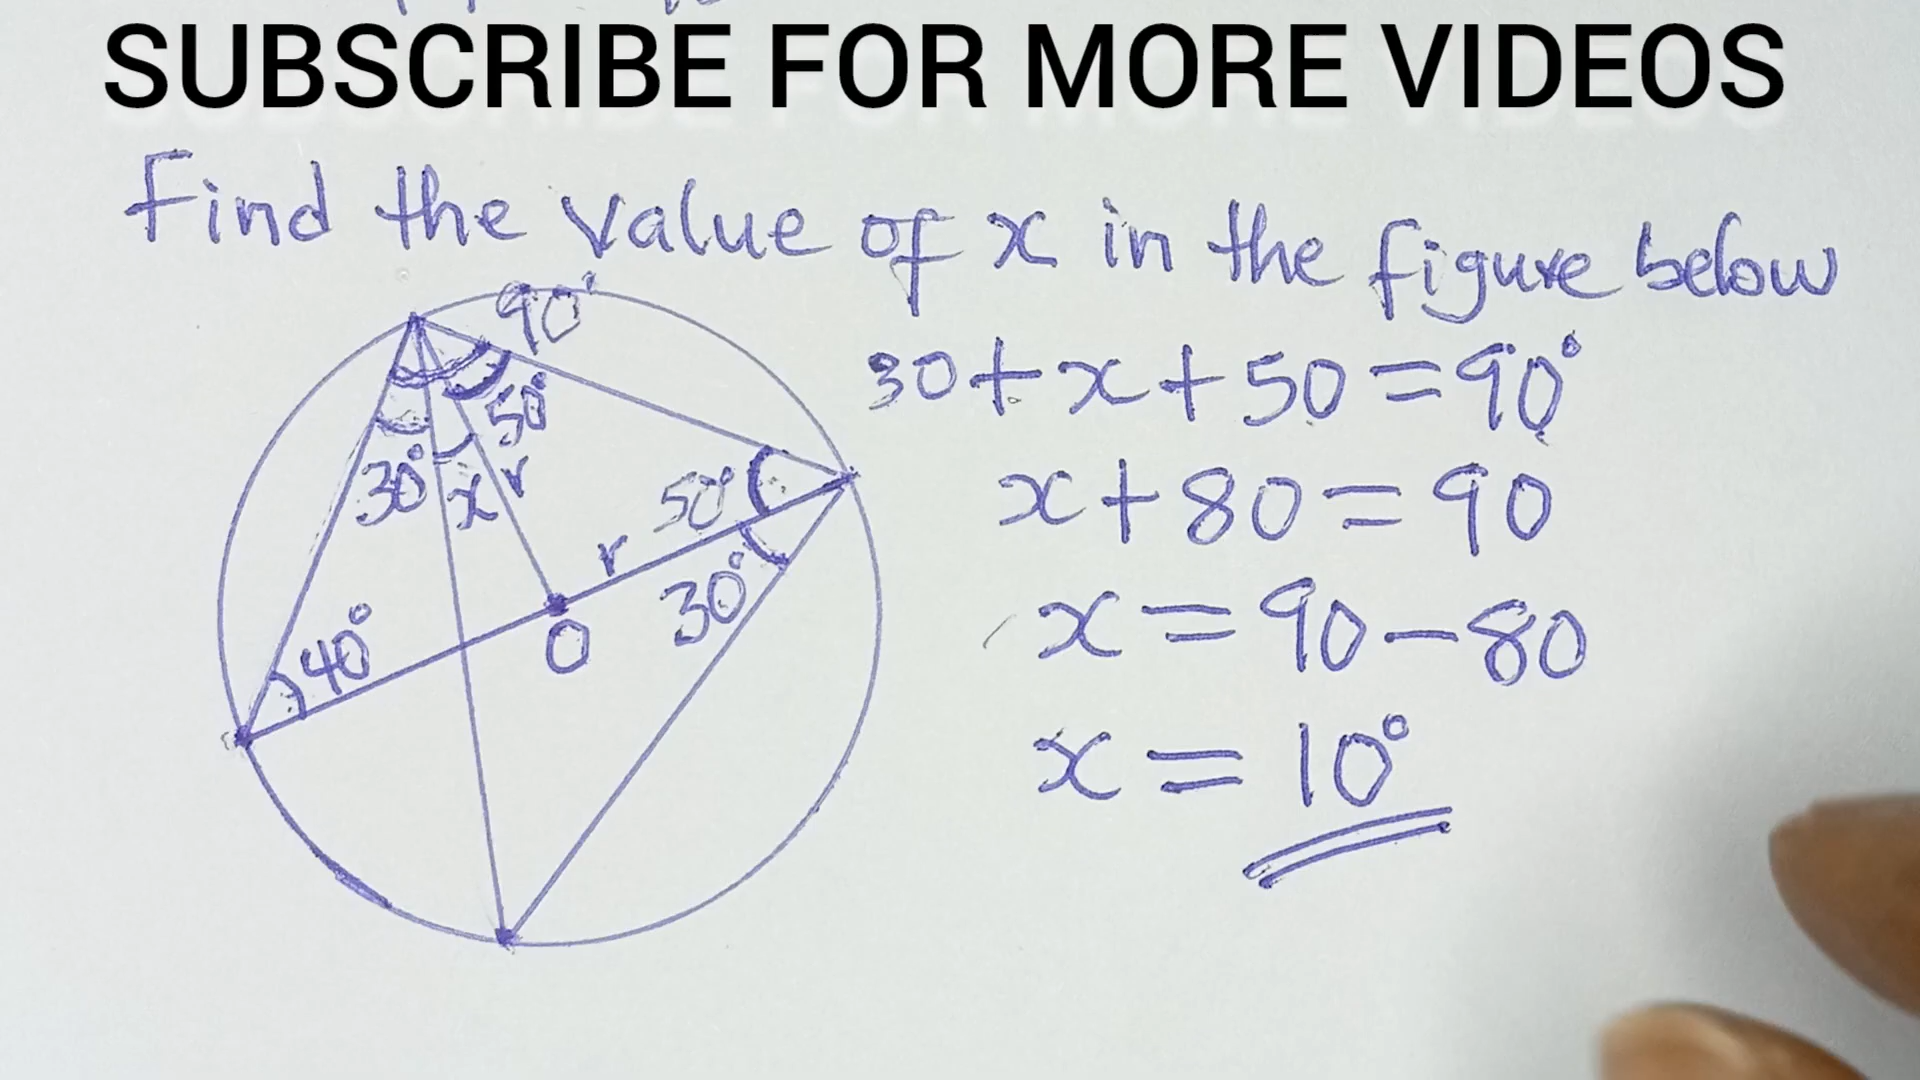 SUBSCRIBE FOR MORE VIDEOS
Find the value of x in the figure below
90°
50°
30° x r
50°
r
30°
40°
O
30+x+50=90°
x+80=90
x=90-80
x=10°